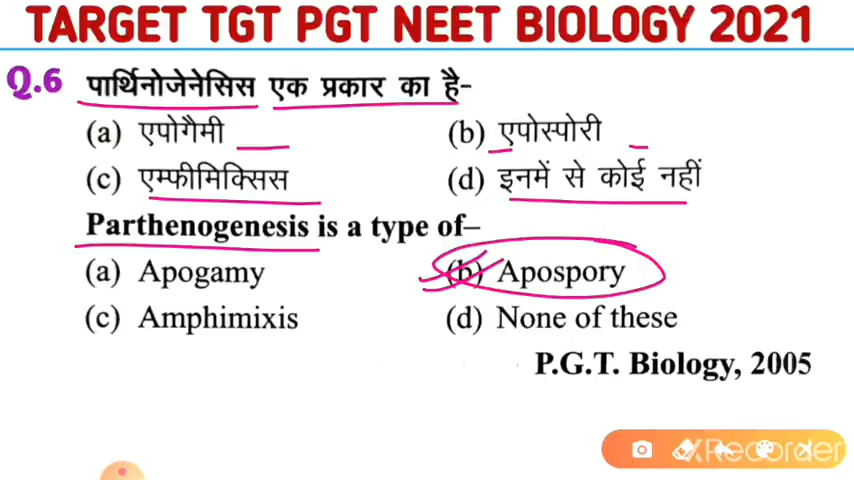 TARGET TGT PGT NEET BIOLOGY 2021
Q.6 पार्थिनोजेनेसिस एक प्रकार का है-
(a) एपोगैमी (b) एपोस्पोरी
(c) एम्फीमिक्सिस (d) इनमें से कोई नहीं
Parthenogenesis is a type of–
(a) Apogamy (b) Apospory
(c) Amphimixis (d) None of these
P.G.T. Biology, 2005
XRecorder